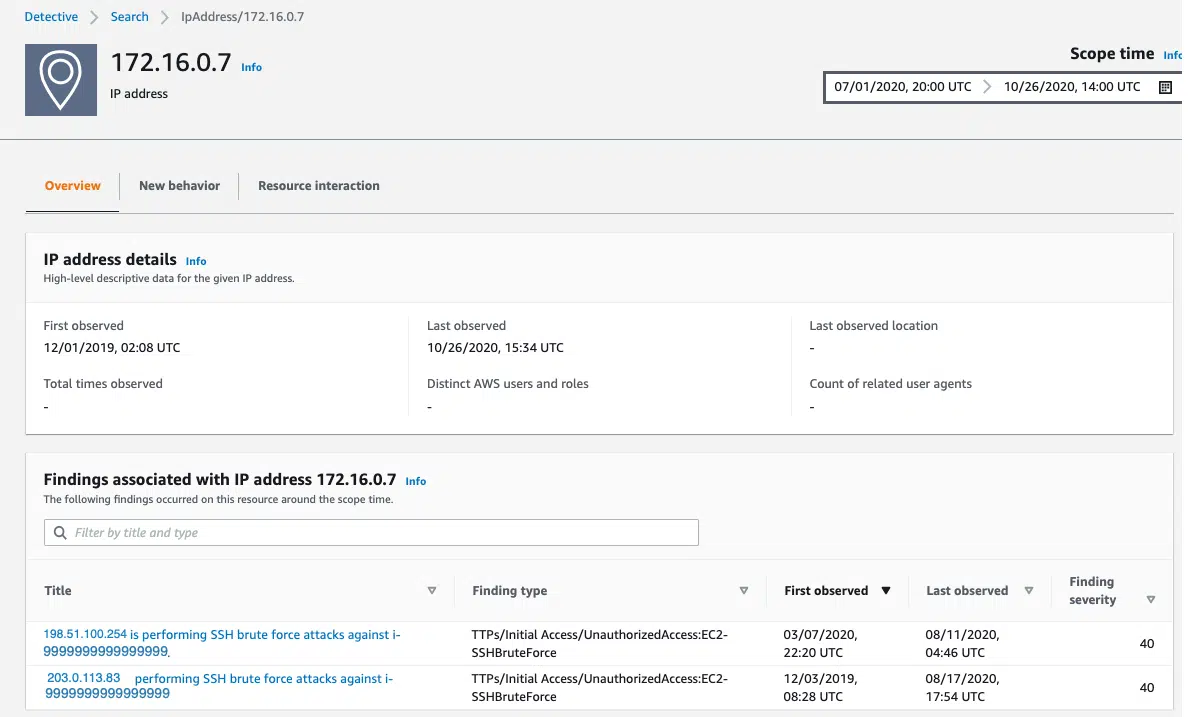 Detective > Search > IpAddress/172.16.0.7
172.16.0.7 Info
IP address
Scope time Info
07/01/2020, 20:00 UTC > 10/26/2020, 14:00 UTC
Overview New behavior Resource interaction
IP address details Info
High-level descriptive data for the given IP address.
First observed Last observed Last observed location
12/01/2019, 02:08 UTC 10/26/2020, 15:34 UTC -
Total times observed Distinct AWS users and roles Count of related user agents
- - -
Findings associated with IP address 172.16.0.7 Info
The following findings occurred on this resource around the scope time.
Filter by title and type
Title Finding type First observed Last observed Finding severity
198.51.100.254 is performing SSH brute force attacks against i- TTPs/Initial Access/UnauthorizedAccess:EC2- 03/07/2020, 08/11/2020, 40
9999999999999999. SSHBruteForce 22:20 UTC 04:46 UTC
203.0.113.83 performing SSH brute force attacks against i- TTPs/Initial Access/UnauthorizedAccess:EC2- 12/03/2019, 08/17/2020, 40
9999999999999999 SSHBruteForce 08:28 UTC 17:54 UTC